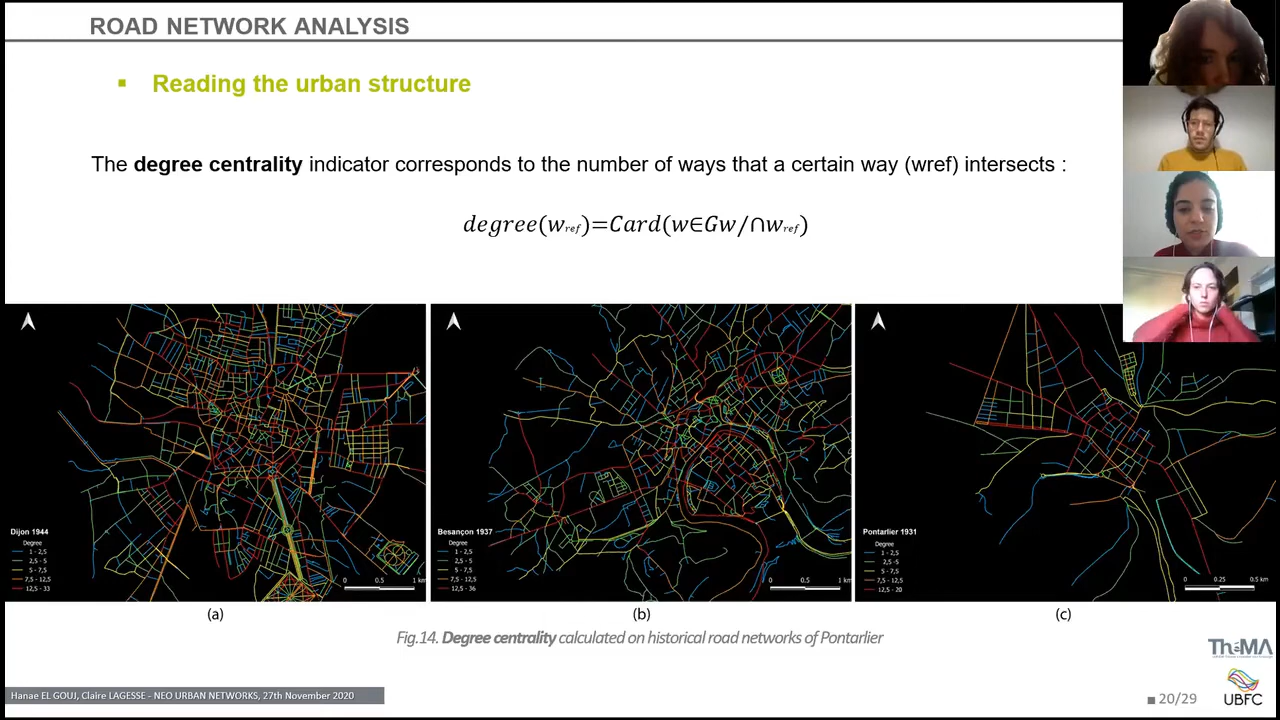 ROAD NETWORK ANALYSIS
▪ Reading the urban structure
The degree centrality indicator corresponds to the number of ways that a certain way (wref) intersects :
degree(wref)=Card(w∈Gw/∩wref)
Dijon 1944
Degree
1 - 2,5
2,5 - 5
5 - 7,5
7,5 - 12,5
12,5 - 33
0 0.5 1 km
(a)
Besançon 1937
Degree
1 - 2,5
2,5 - 5
5 - 7,5
7,5 - 12,5
12,5 - 36
0 0.5 1 km
(b)
Pontarlier 1931
Degree
1 - 2,5
2,5 -5
5 - 7,5
7,5 - 12,5
12,5 - 20
0 0.25 0.5 km
(c)
Fig.14. Degree centrality calculated on historical road networks of Pontarlier
ThéMA
Hanae EL GOUJ, Claire LAGESSE - NEO URBAN NETWORKS, 27th November 2020
20/29
UBFC